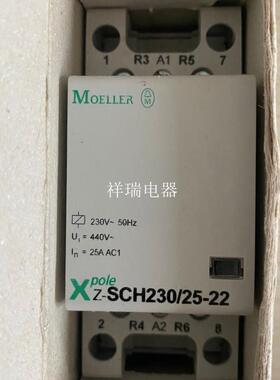 1 R3 A1 R5 7
MOELLER
祥瑞电器
230V~ 50Hz
Ui = 440V~
In = 25A AC1
Xpole
Z-SCH230/25-22
2 R4 A2 R6 8